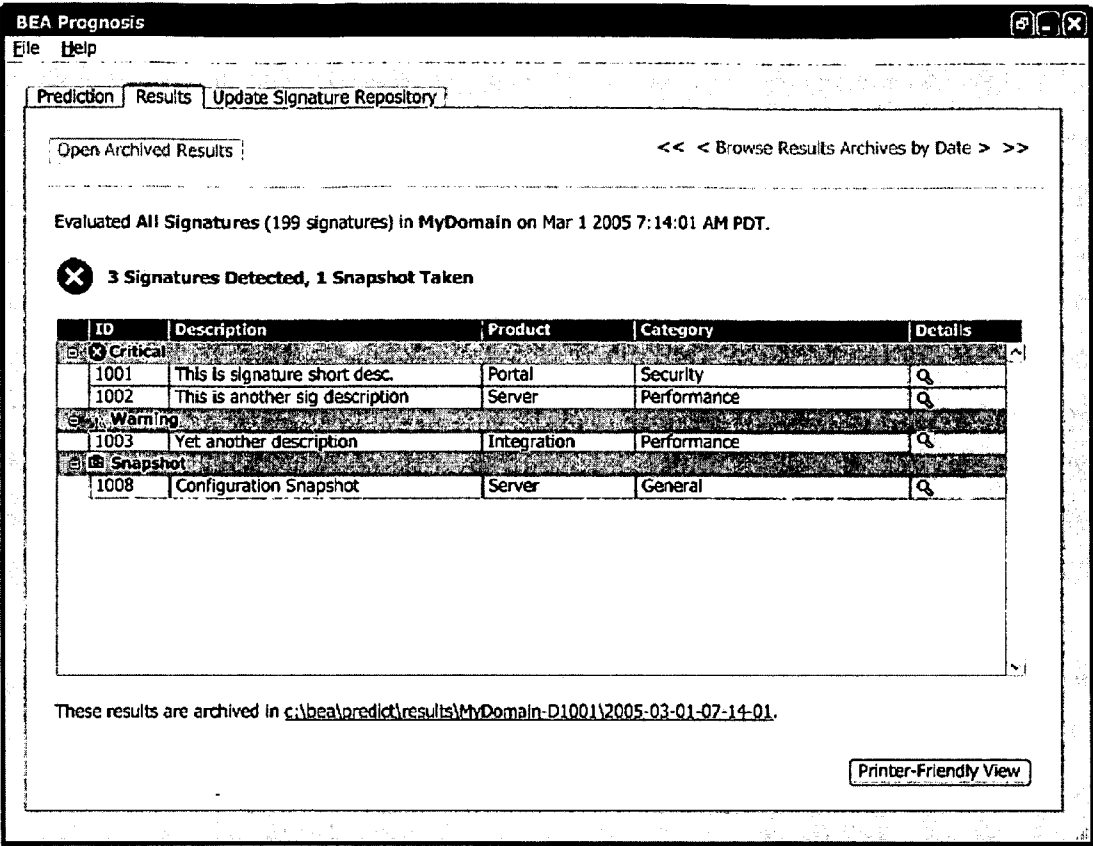 BEA Prognosis
File Help
Prediction Results Update Signature Repository
Open Archived Results << < Browse Results Archives by Date > >>
Evaluated All Signatures (199 signatures) in MyDomain on Mar 1 2005 7:14:01 AM PDT.
3 Signatures Detected, 1 Snapshot Taken
ID Description Product Category Details
Critical
1001 This is signature short desc. Portal Security
1002 This is another sig description Server Performance
Warning
1003 Yet another description Integration Performance
Snapshot
1008 Configuration Snapshot Server General
These results are archived in c:\bea\predict\results\MyDomain-D1001\2005-03-01-07-14-01.
Printer-Friendly View